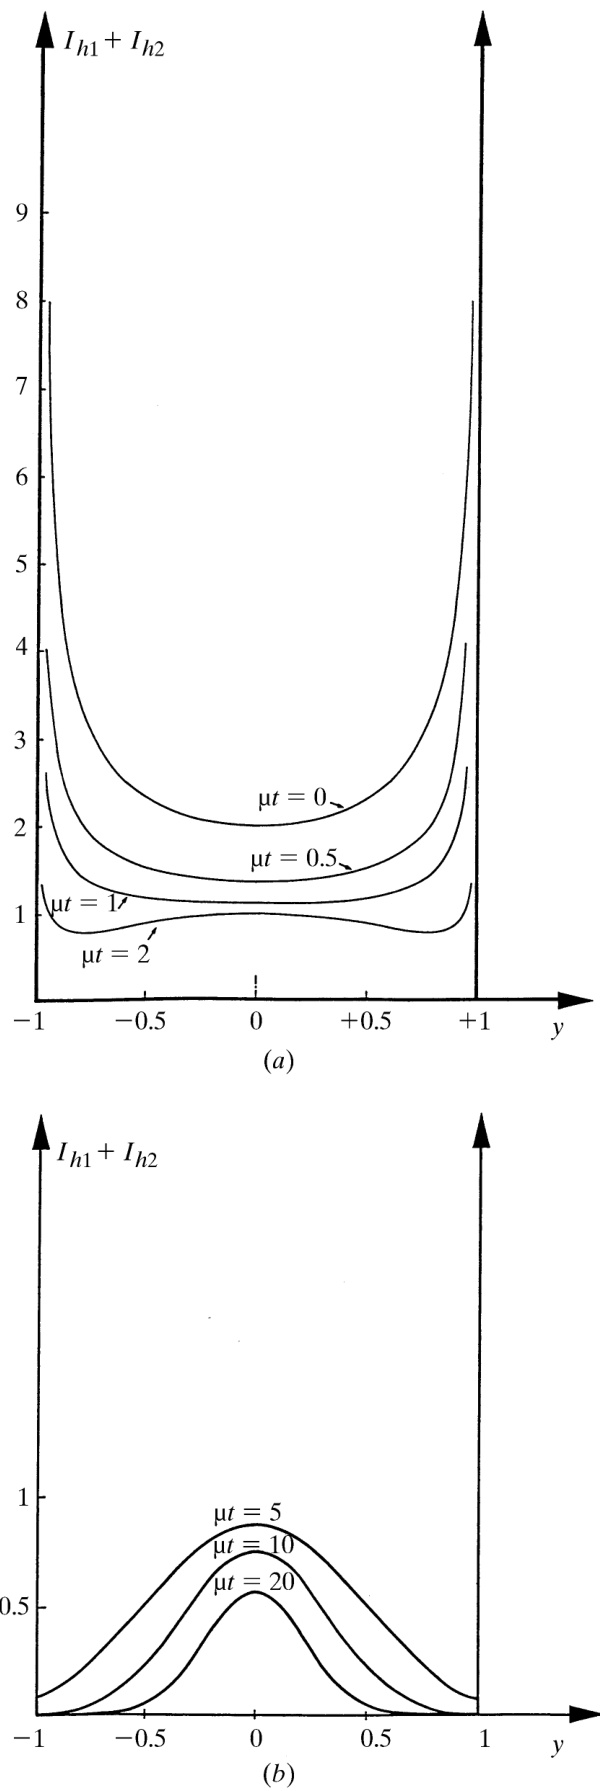 I_{h1} + I_{h2}
9
8
7
6
5
4
3
2
1
μt = 0
μt = 0.5
μt = 1
μt = 2
−1 −0.5 0 +0.5 +1 y
(a)
I_{h1} + I_{h2}
1
0.5
μt = 5
μt = 10
μt = 20
−1 −0.5 0 0.5 1 y
(b)